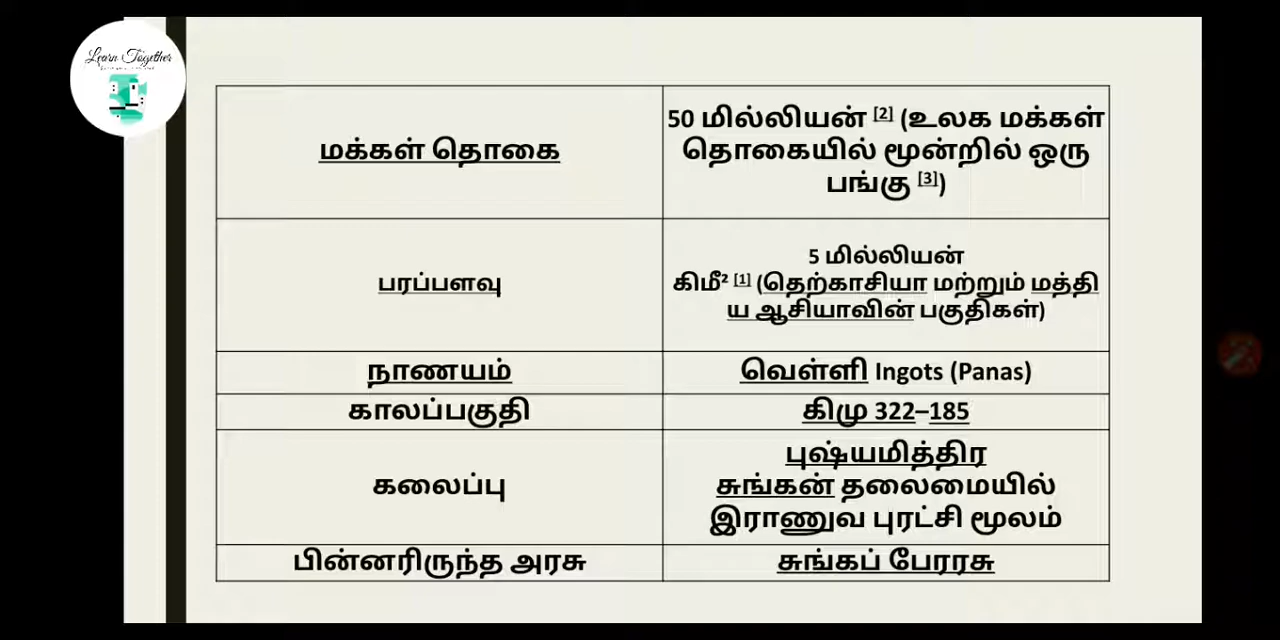 Learn Together
மக்கள் தொகை
50 மில்லியன் [2] (உலக மக்கள்
தொகையில் மூன்றில் ஒரு
பங்கு [3])
பரப்பளவு
5 மில்லியன்
கிமீ² [1] (தெற்காசியா மற்றும் மத்தி
ய ஆசியாவின் பகுதிகள்)
நாணயம்
வெள்ளி Ingots (Panas)
காலப்பகுதி
கிமு 322–185
கலைப்பு
புஷ்யமித்திர
சுங்கன் தலைமையில்
இராணுவ புரட்சி மூலம்
பின்னரிருந்த அரசு
சுங்கப் பேரரசு